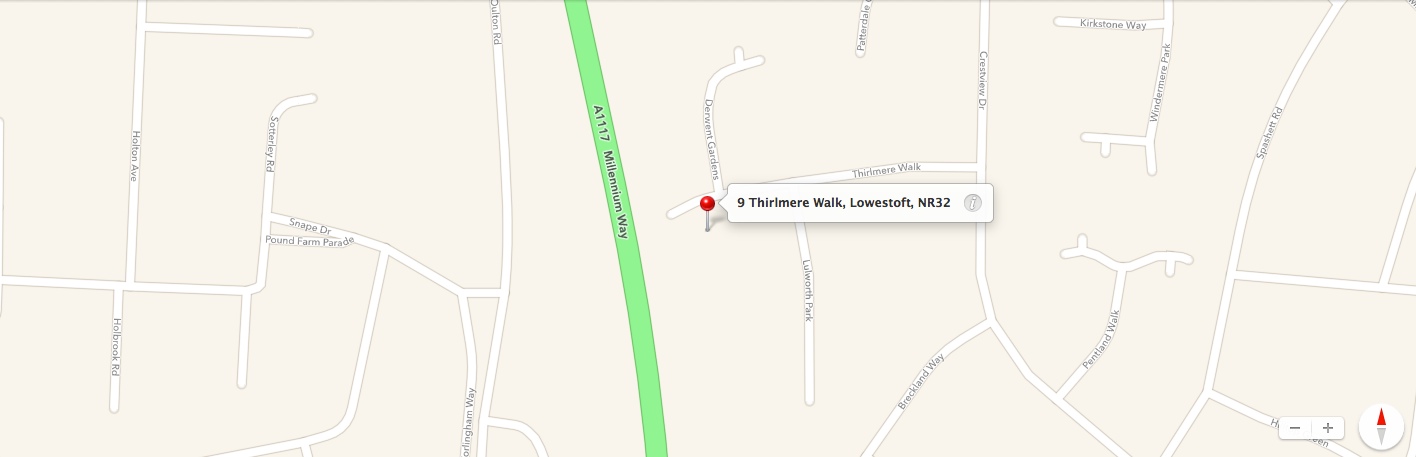 Oulton Rd
Patterdale
Kirkstone Way
Crestview Dr
Windermere Park
A1117 Millennium Way
Derwent Gardens
Spashett Rd
Holton Ave
Sotterley Rd
Thirlmere Walk
9 Thirlmere Walk, Lowestoft, NR32
Snape Dr
Pound Farm Parade
Lulworth Park
Holbrook Rd
Pentland Walk
Breckland Way
orlingham Way